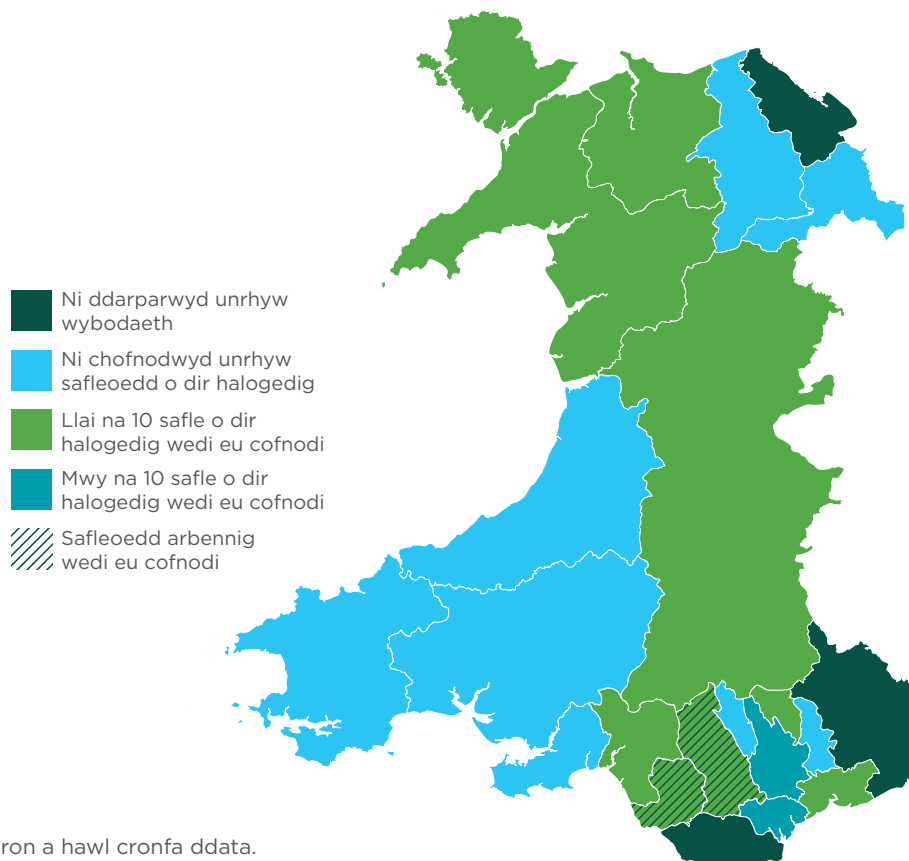 Ni ddarparwyd unrhyw
wybodaeth
Ni chofnodwyd unrhyw
safleoedd o dir halogedig
Llai na 10 safle o dir
halogedig wedi eu cofnodi
Mwy na 10 safle o dir
halogedig wedi eu cofnodi
Safleoedd arbennig
wedi eu cofnodi
ron a hawl cronfa ddata.